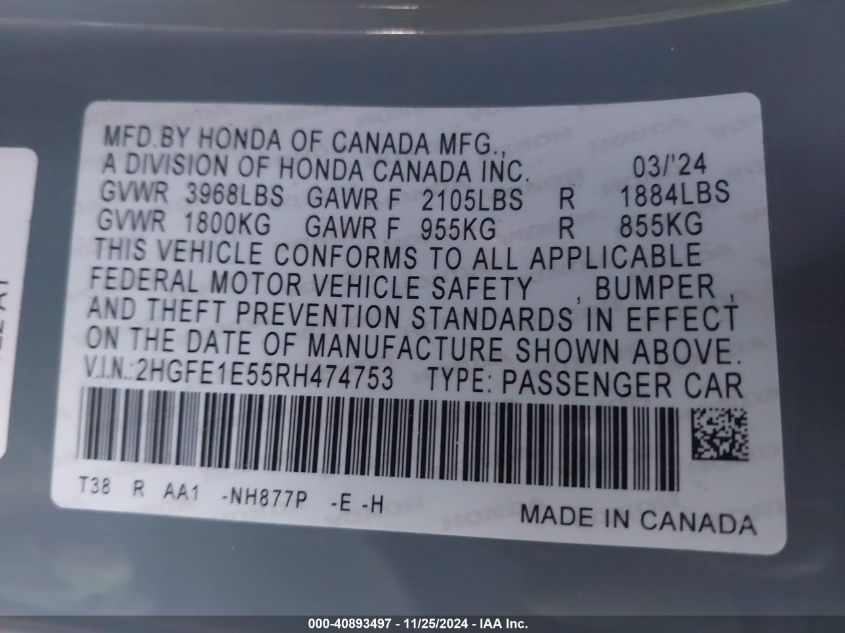 MFD.BY HONDA OF CANADA MFG.,
A DIVISION OF HONDA CANADA INC. 03/'24
GVWR 3968LBS GAWR F 2105LBS R 1884LBS
GVWR 1800KG GAWR F 955KG R 855KG
THIS VEHICLE CONFORMS TO ALL APPLICABLE
FEDERAL MOTOR VEHICLE SAFETY , BUMPER ,
AND THEFT PREVENTION STANDARDS IN EFFECT
ON THE DATE OF MANUFACTURE SHOWN ABOVE.
V.I.N.:2HGFE1E55RH474753 TYPE: PASSENGER CAR
T38 R AA1 -NH877P -E -H
MADE IN CANADA
000-40893497 - 11/25/2024 - IAA Inc.